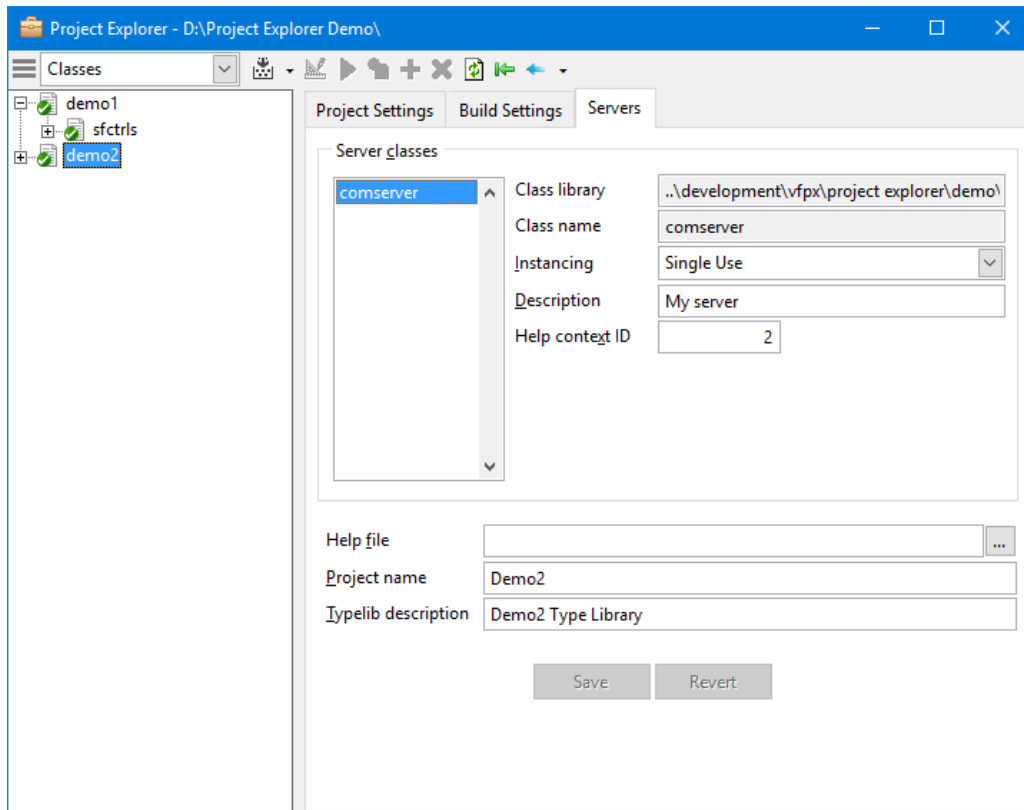 Project Explorer - D:\Project Explorer Demo\
Classes
demo1
sfctrls
demo2
Project Settings
Build Settings
Servers
Server classes
comserver
Class library
..\development\vfpx\project explorer\demo\
Class name
comserver
Instancing
Single Use
Description
My server
Help context ID
2
Help file
...
Project name
Demo2
Typelib description
Demo2 Type Library
Save
Revert